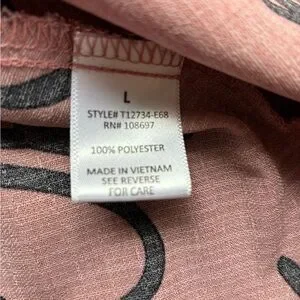 L
STYLE# T12734-E68
RN# 108697
100% POLYESTER
MADE IN VIETNAM
SEE REVERSE
FOR CARE